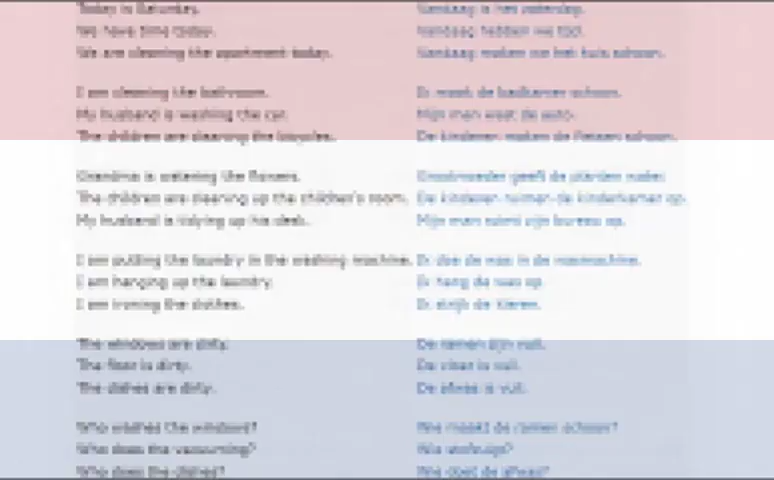 Today is Saturday.
We have time today.
We are cleaning the apartment today.
I am cleaning the bathroom.
My husband is washing the car.
The children are cleaning the bicycles.
Grandma is watering the flowers.
The children are cleaning up the children's room.
My husband is tidying up his desk.
I am putting the laundry in the washing machine.
I am hanging up the laundry.
I am ironing the clothes.
The windows are dirty.
The floor is dirty.
The dishes are dirty.
Who washes the windows?
Who does the vacuuming?
Who does the dishes?
Vandaag is het zaterdag.
Vandaag hebben we tijd.
Vandaag maken we het huis schoon.
Ik maak de badkamer schoon.
Mijn man wast de auto.
De kinderen maken de fietsen schoon.
Grootmoeder geeft de planten water.
De kinderen ruimen de kinderkamer op.
Mijn man ruimt zijn bureau op.
Ik doe de was in de wasmachine.
Ik hang de was op.
Ik strijk de kleren.
De ramen zijn vuil.
De vloer is vuil.
De afwas is vuil.
Wie maakt de ramen schoon?
Wie stofzuigt?
Wie doet de afwas?